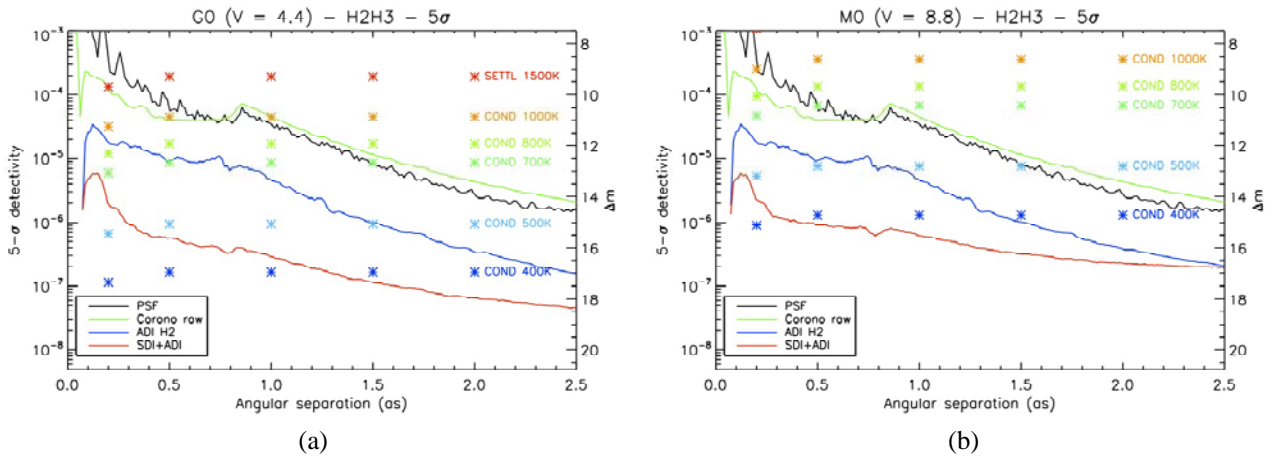 G0 (V = 4.4) - H2H3 - 5σ
10⁻³
10⁻⁴
10⁻⁵
10⁻⁶
10⁻⁷
10⁻⁸
5-σ detectivity
8
10
12
14
16
18
20
Δm
SETTL 1500K
COND 1000K
COND 800K
COND 700K
COND 500K
COND 400K
PSF
Corono raw
ADI H2
SDI+ADI
0.0 0.5 1.0 1.5 2.0 2.5
Angular separation (as)
(a)
M0 (V = 8.8) - H2H3 - 5σ
10⁻³
10⁻⁴
10⁻⁵
10⁻⁶
10⁻⁷
10⁻⁸
5-σ detectivity
8
10
12
14
16
18
20
Δm
COND 1000K
COND 800K
COND 700K
COND 500K
COND 400K
PSF
Corono raw
ADI H2
SDI+ADI
0.0 0.5 1.0 1.5 2.0 2.5
Angular separation (as)
(b)